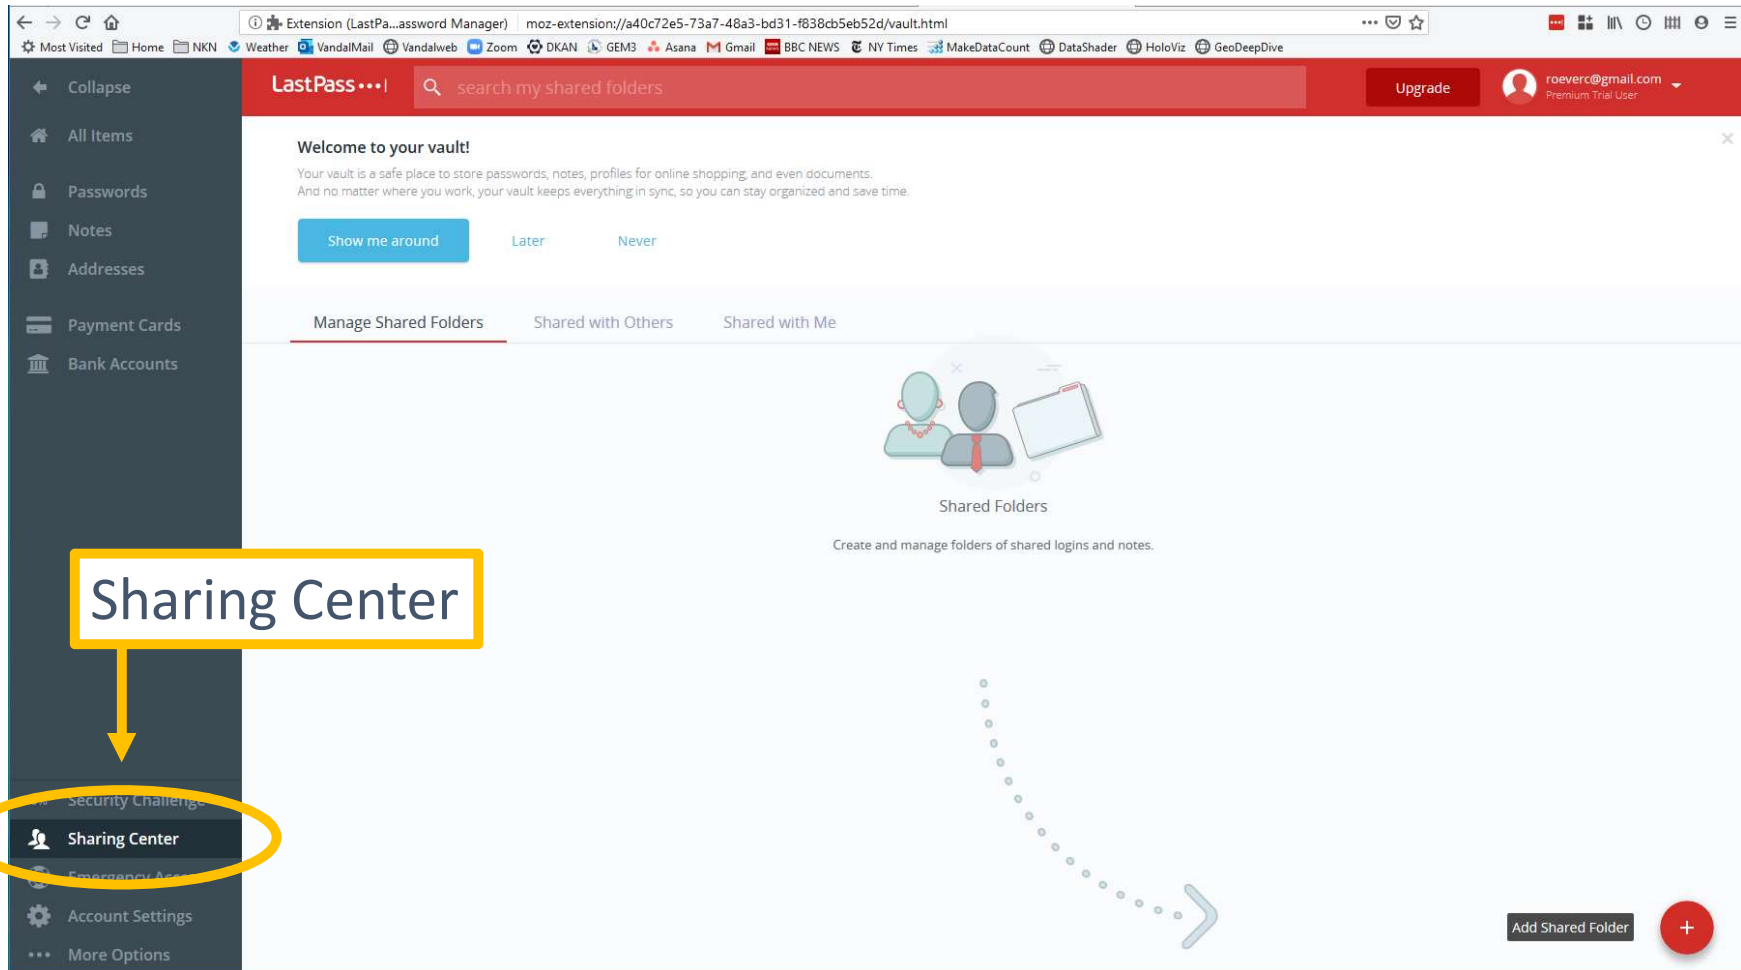 Extension (LastPa...assword Manager) moz-extension://a40c72e5-73a7-48a3-bd31-f838cb5eb52d/vault.html
Most Visited Home NKN Weather VandalMail Vandalweb Zoom DKAN GEM3 Asana Gmail BBC NEWS NY Times MakeDataCount DataShader HoloViz GeoDeepDive
Collapse
LastPass
search my shared folders
Upgrade
roeverc@gmail.com
Premium Trial User
All Items
Passwords
Notes
Addresses
Payment Cards
Bank Accounts
Welcome to your vault!
Your vault is a safe place to store passwords, notes, profiles for online shopping, and even documents.
And no matter where you work, your vault keeps everything in sync, so you can stay organized and save time.
Show me around Later Never
Manage Shared Folders Shared with Others Shared with Me
Shared Folders
Create and manage folders of shared logins and notes.
Sharing Center
Security Challenge
Sharing Center
Emergency
Account Settings
More Options
Add Shared Folder